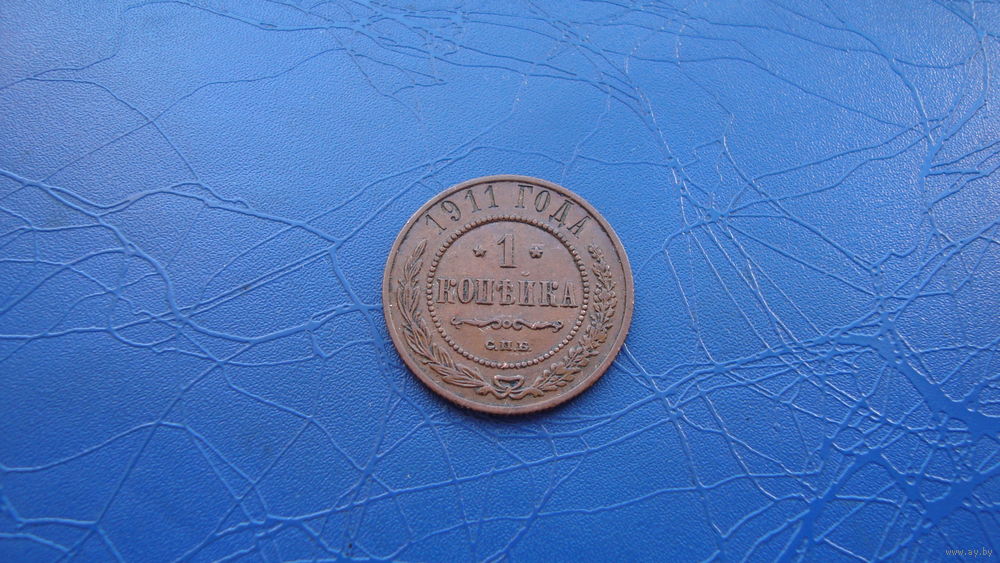 1911 ГОДА
* 1 *
КОПѢЙКА
С.П.Б.
www.ay.by